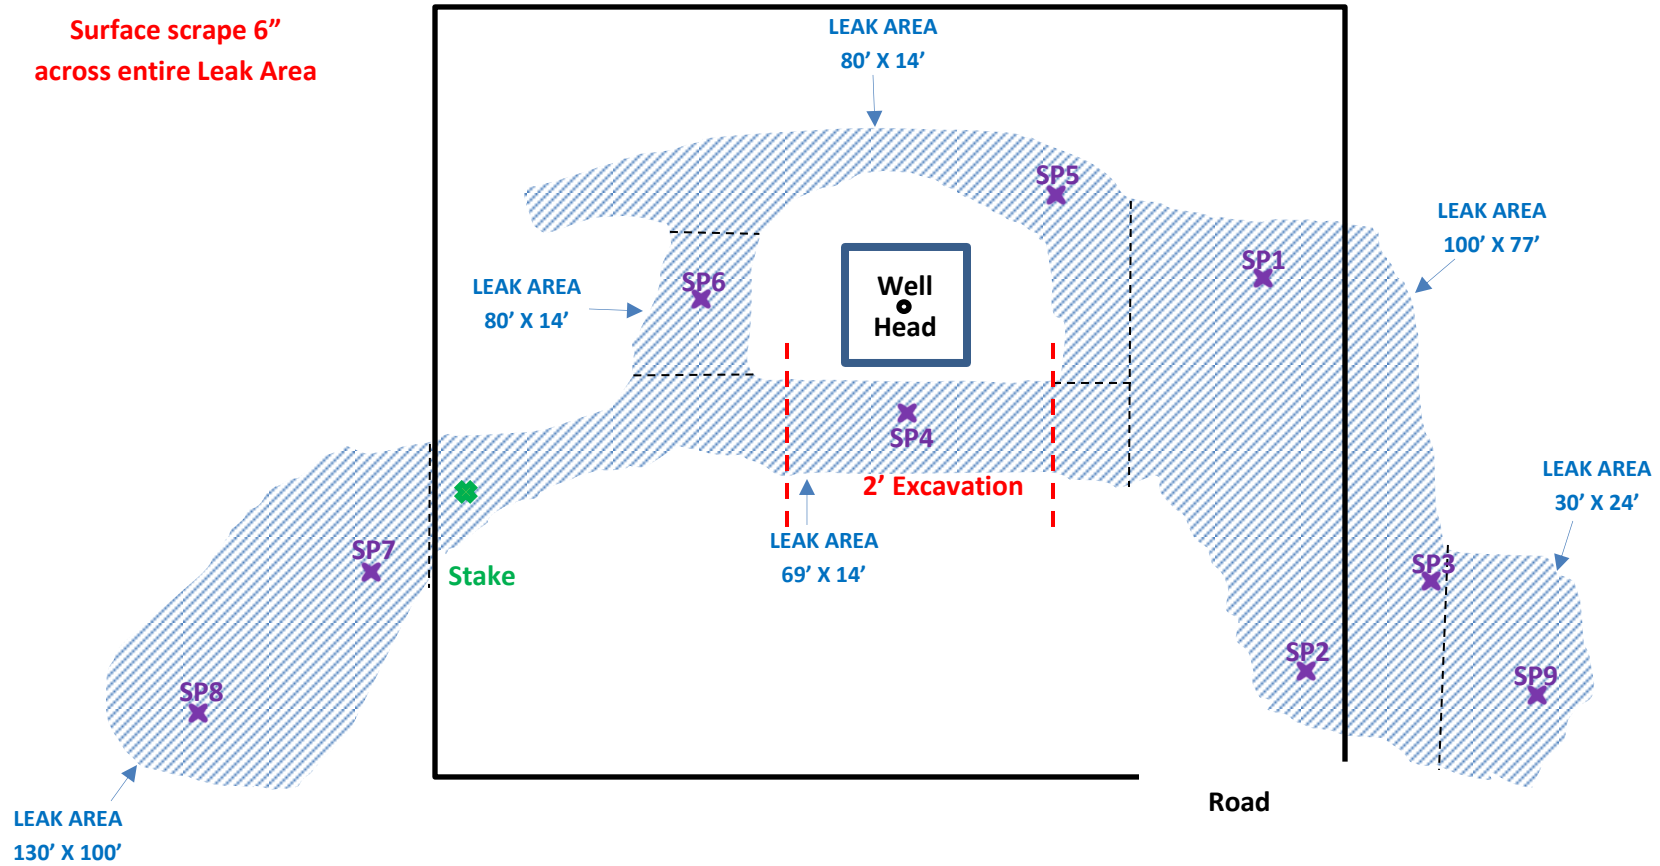 Surface scrape 6”
across entire Leak Area
LEAK AREA
80’ X 14’
SP5
LEAK AREA
100’ X 77’
SP1
LEAK AREA
80’ X 14’
SP6
Well
Head
SP4
2’ Excavation
LEAK AREA
69’ X 14’
LEAK AREA
30’ X 24’
SP7
Stake
SP3
SP2
SP9
SP8
Road
LEAK AREA
130’ X 100’